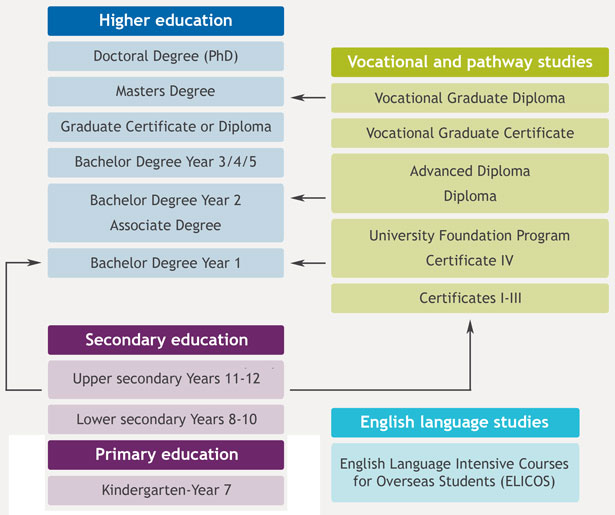 Higher education
Doctoral Degree (PhD)
Masters Degree
Graduate Certificate or Diploma
Bachelor Degree Year 3/4/5
Bachelor Degree Year 2
Associate Degree
Bachelor Degree Year 1
Vocational and pathway studies
Vocational Graduate Diploma
Vocational Graduate Certificate
Advanced Diploma
Diploma
University Foundation Program
Certificate IV
Certificates I-III
Secondary education
Upper secondary Years 11-12
Lower secondary Years 8-10
Primary education
Kindergarten-Year 7
English language studies
English Language Intensive Courses
for Overseas Students (ELICOS)